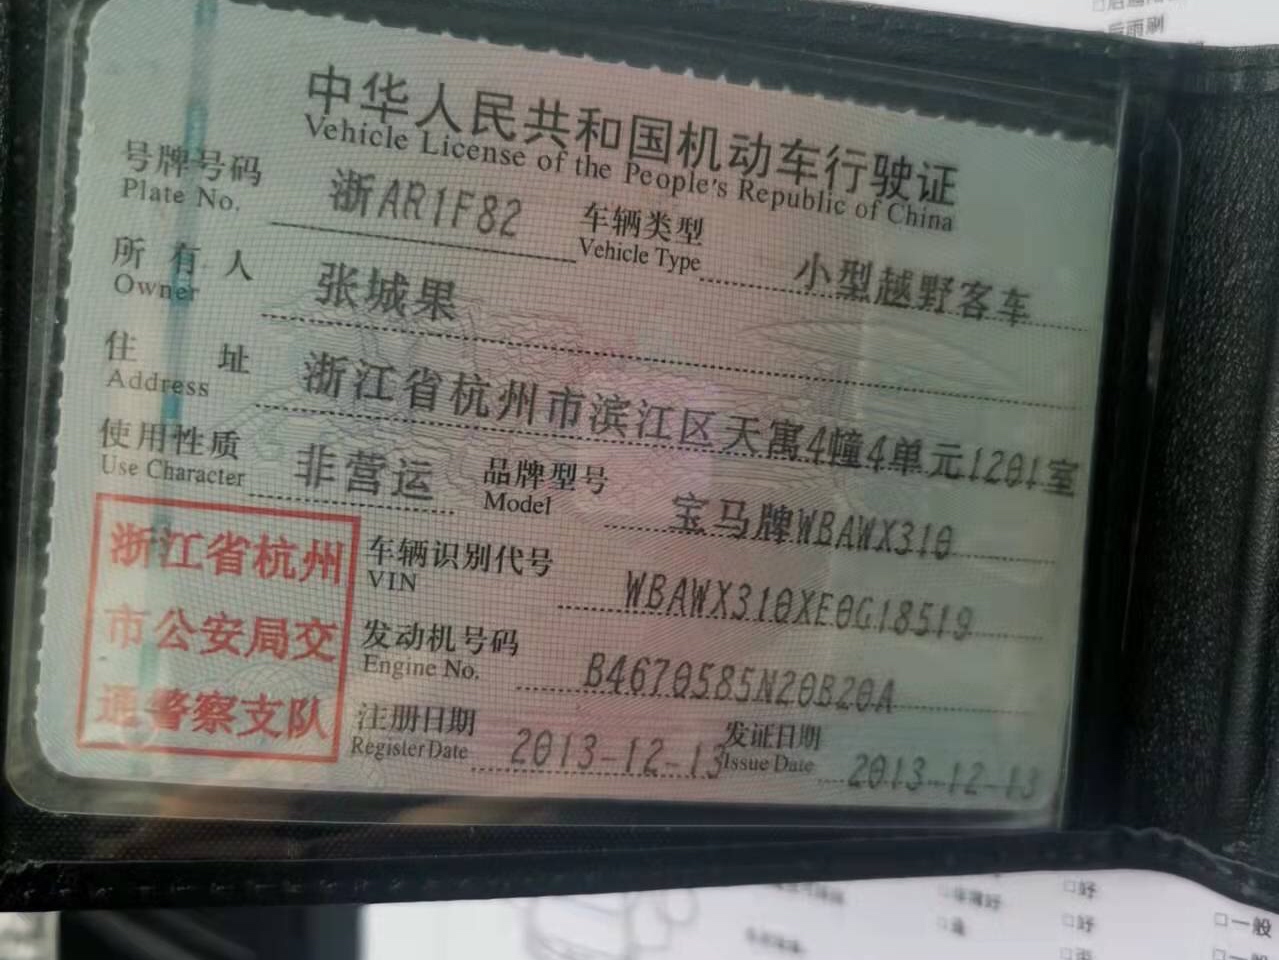 后雨刷
中华人民共和国机动车行驶证
Vehicle License of the People's Republic of China
号牌号码 浙AR1F82 车辆类型 小型越野客车
Plate No. Vehicle Type
所有人 张城果
Owner
住址 浙江省杭州市滨江区天寓4幢4单元1201室
Address
使用性质 非营运 品牌型号 宝马牌WBAWX310
Use Character Model
浙江省杭州
市公安局交
通警察支队
车辆识别代号 WBAWX310XE0G18519
VIN
发动机号码 B4670585N20B20A
Engine No.
注册日期 2013-12-13 发证日期 2013-12-13
Register Date Issue Date
□好
□好 □一般